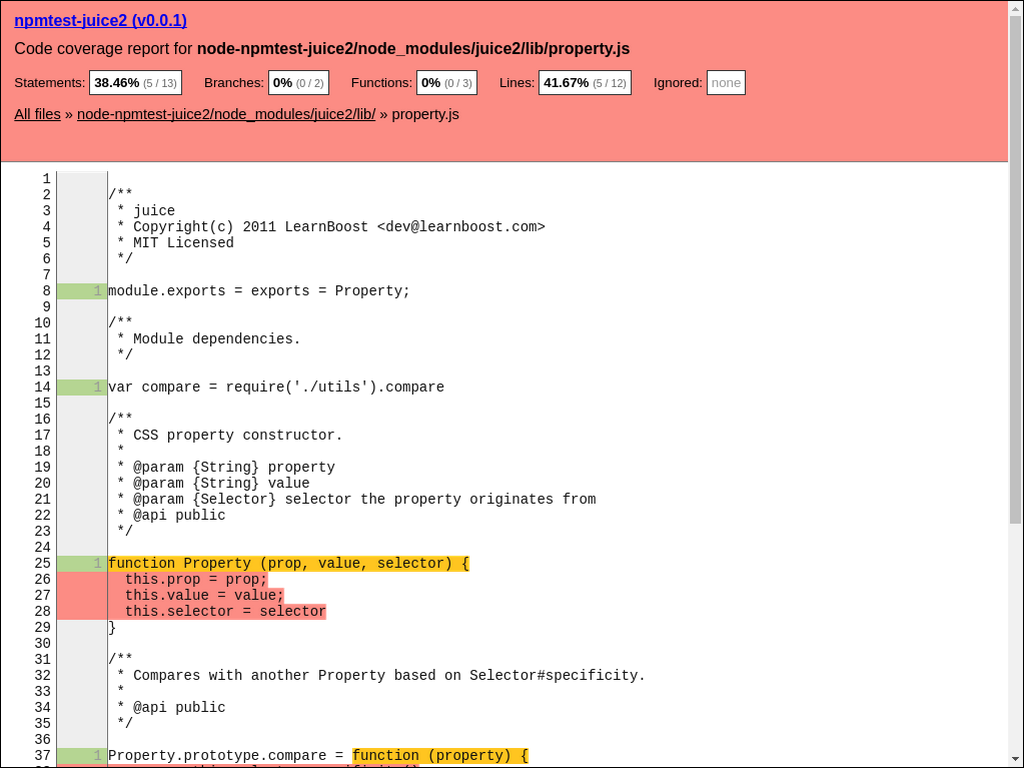 npmtest-juice2 (v0.0.1)
Code coverage report for node-npmtest-juice2/node_modules/juice2/lib/property.js
Statements: 38.46% (5 / 13) Branches: 0% (0 / 2) Functions: 0% (0 / 3) Lines: 41.67% (5 / 12) Ignored: none
All files » node-npmtest-juice2/node_modules/juice2/lib/ » property.js
1
2 /**
3  * juice
4  * Copyright(c) 2011 LearnBoost <dev@learnboost.com>
5  * MIT Licensed
6  */
7
8 1 module.exports = exports = Property;
9
10 /**
11  * Module dependencies.
12  */
13
14 1 var compare = require('./utils').compare
15
16 /**
17  * CSS property constructor.
18  *
19  * @param {String} property
20  * @param {String} value
21  * @param {Selector} selector the property originates from
22  * @api public
23  */
24
25 1 function Property (prop, value, selector) {
26   this.prop = prop;
27   this.value = value;
28   this.selector = selector
29 }
30
31 /**
32  * Compares with another Property based on Selector#specificity.
33  *
34  * @api public
35  */
36
37 1 Property.prototype.compare = function (property) {